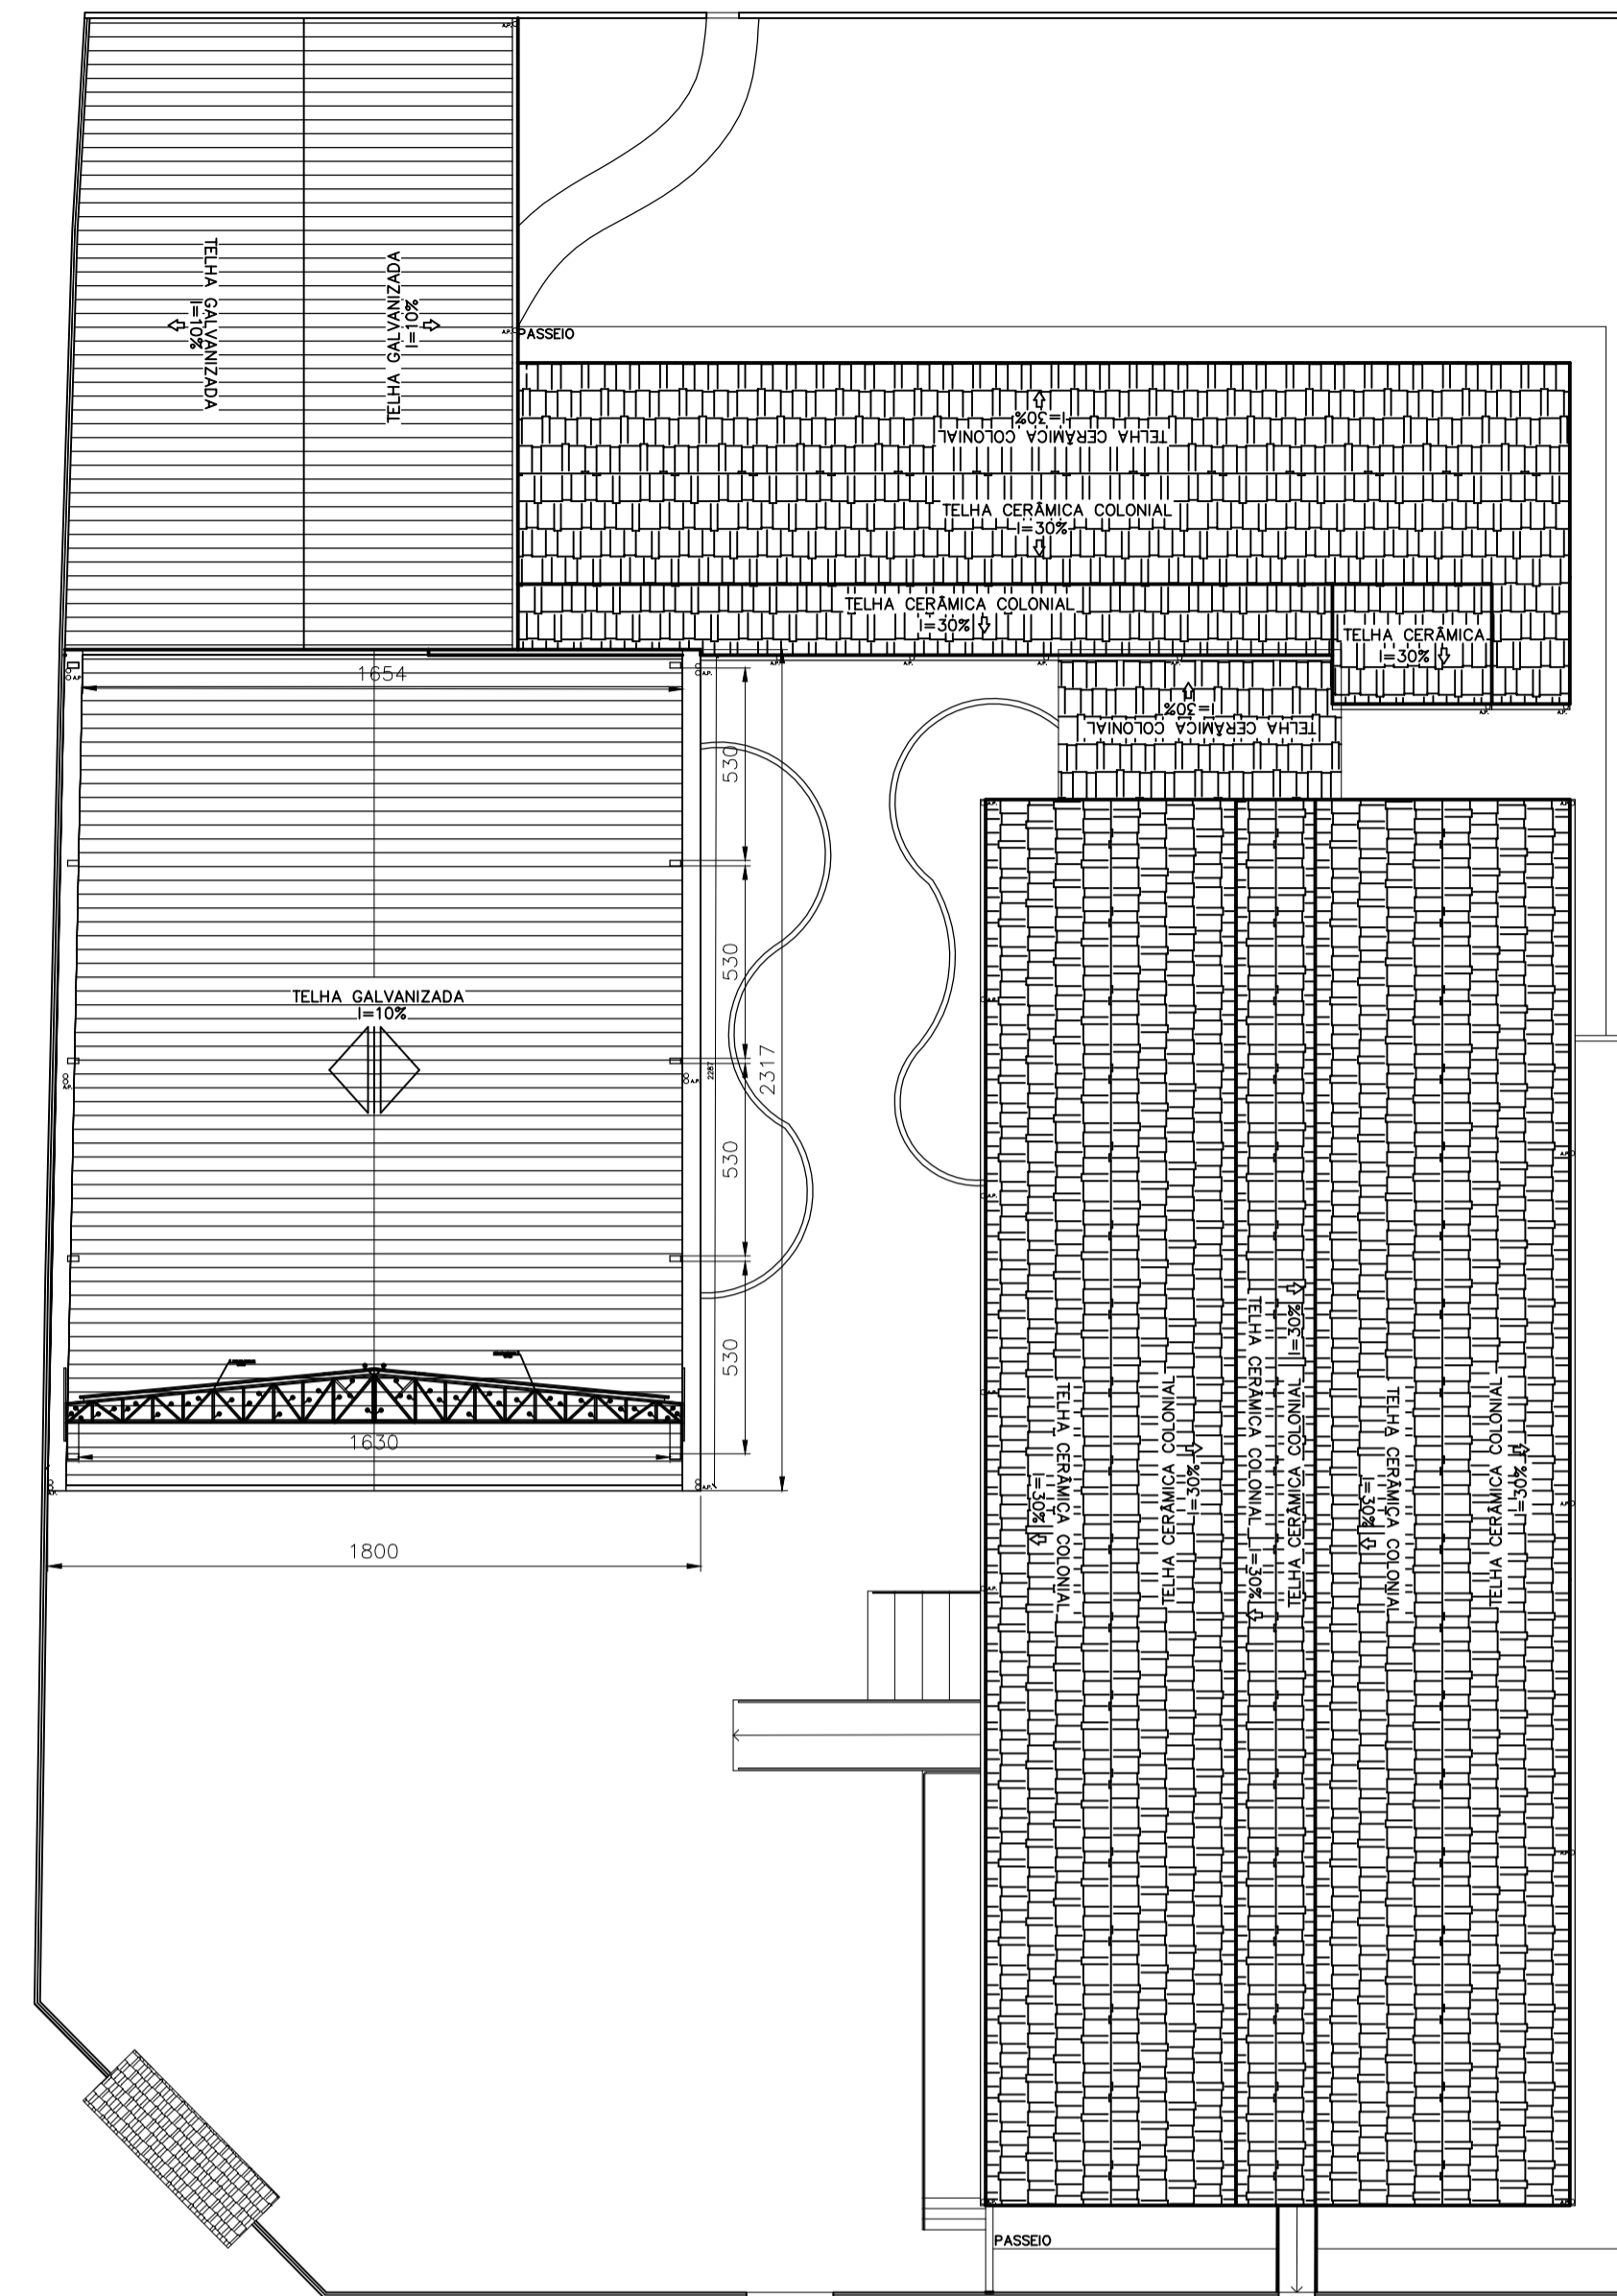 A.P.
TELHA GALVANIZADA
I=10%
TELHA GALVANIZADA
I=10%
A.P.
PASSEIO
I=30%
TELHA CERÂMICA COLONIAL
TELHA CERÂMICA COLONIAL
I=30%
TELHA CERÂMICA COLONIAL
I=30%
TELHA CERÂMICA
I=30%
A.P.
A.P.
A.P.
A.P.
A.P.
A.P.
A.P.
A.P.
1654
I=30%
TELHA CERÂMICA COLONIAL
530
A.P.
A.P.
530
A.P.
TELHA GALVANIZADA
I=10%
2287
2317
A.P.
A.P.
530
A.P.
A.P.
530
1630
A.P.
A.P.
1800
TELHA CERÂMICA COLONIAL
I=30%
TELHA CERÂMICA COLONIAL
I=30%
TELHA CERÂMICA COLONIAL I=30%
TELHA CERÂMICA COLONIAL I=30%
TELHA CERÂMICA COLONIAL
I=30%
TELHA CERÂMICA COLONIAL
I=30%
A.P.
A.P.
A.P.
A.P.
A.P.
A.P.
PASSEIO